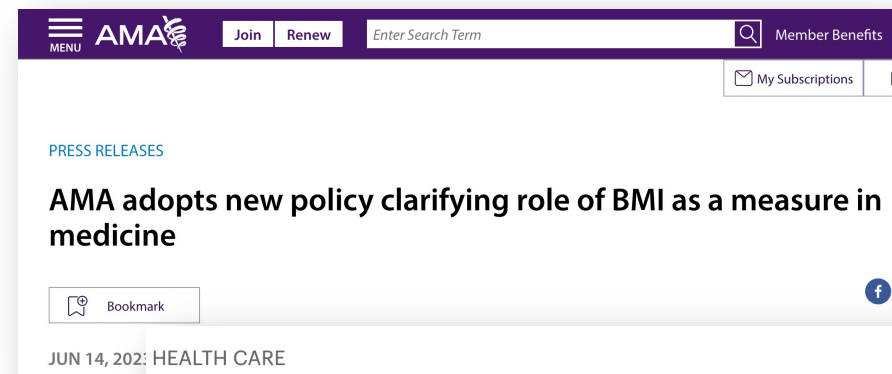 MENU AMA Join Renew Enter Search Term Member Benefits
My Subscriptions
PRESS RELEASES
AMA adopts new policy clarifying role of BMI as a measure in
medicine
Bookmark
f
JUN 14, 2023 HEALTH CARE